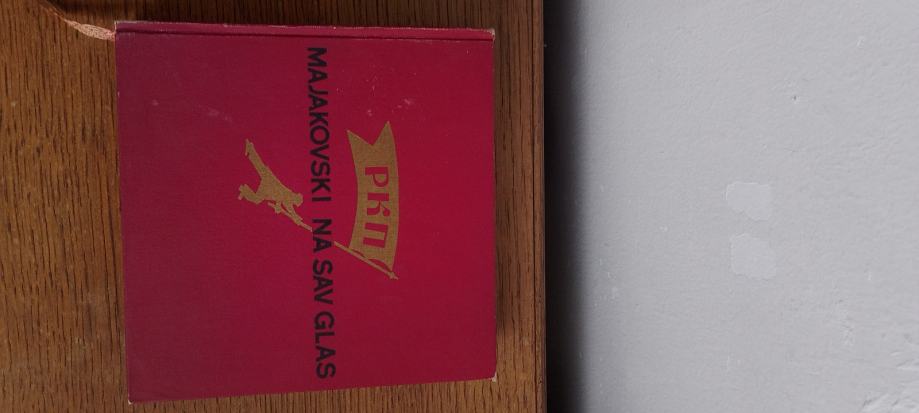 РКП
MAJAKOVSKI NA SAV GLAS